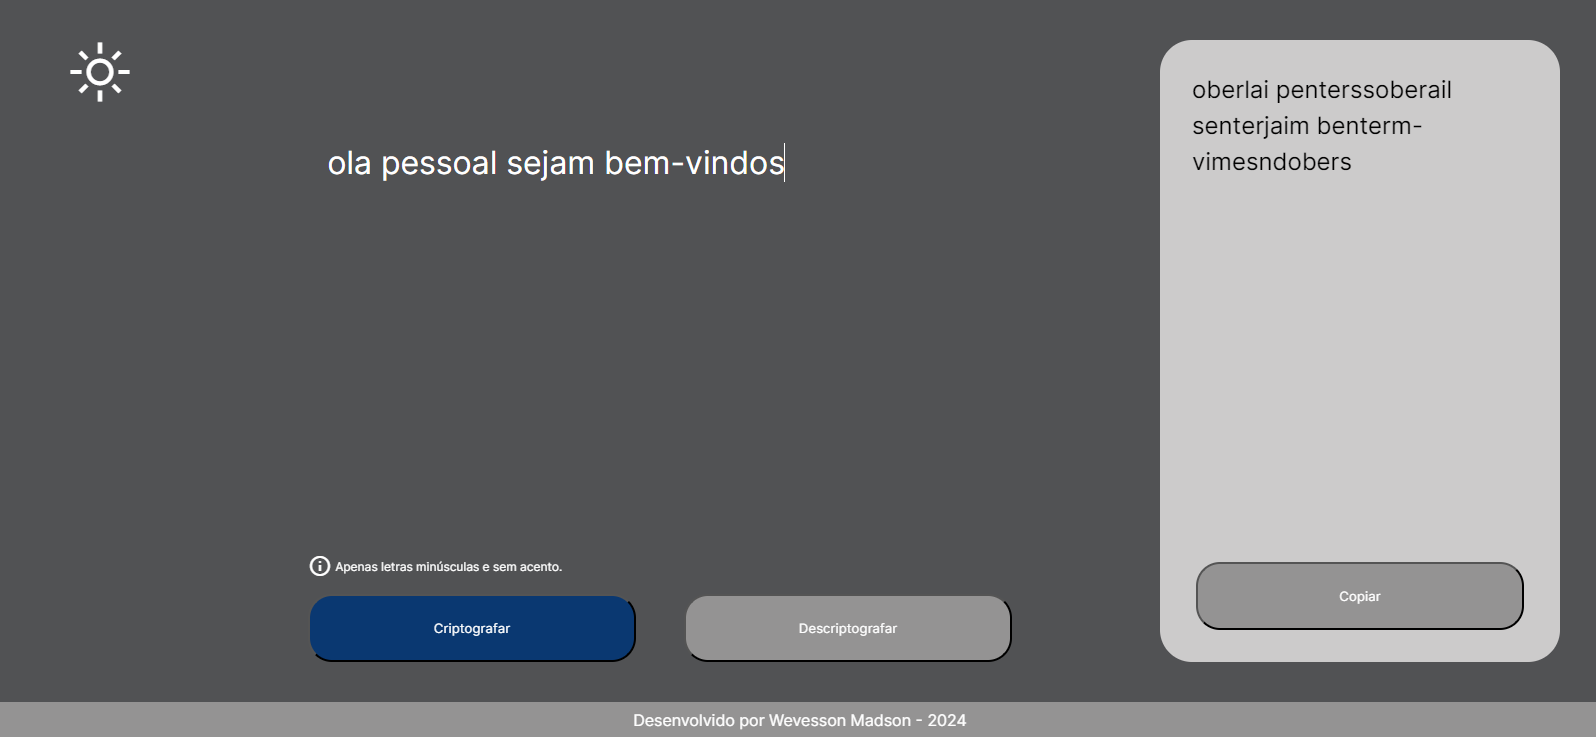 ola pessoal sejam bem-vindos
Apenas letras minúsculas e sem acento.
Criptografar
Descriptografar
oberlai penterssoberail
senterjaim benterm-
vimesndobers
Copiar
Desenvolvido por Wevesson Madson - 2024